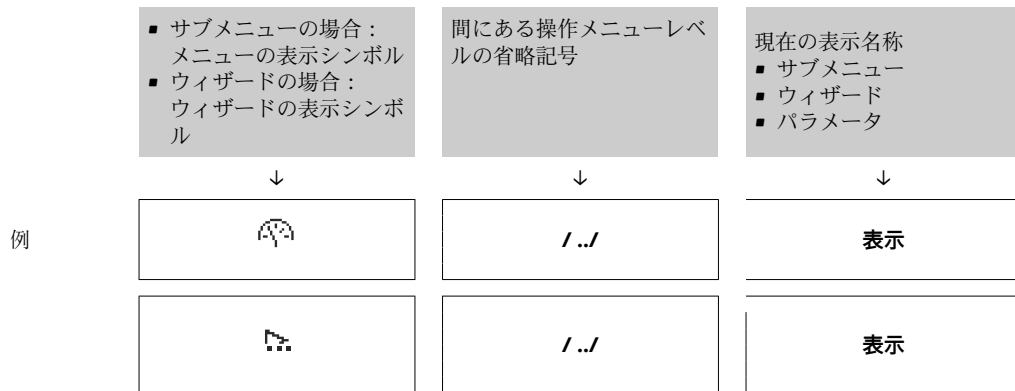 ■ サブメニューの場合：
メニューの表示シンボル
■ ウィザードの場合：
ウィザードの表示シンボ
ル
間にある操作メニューレベ
ルの省略記号
現在の表示名称
■ サブメニュー
■ ウィザード
■ パラメータ
↓ ↓ ↓
例
/ ../
表示
/ ../
表示